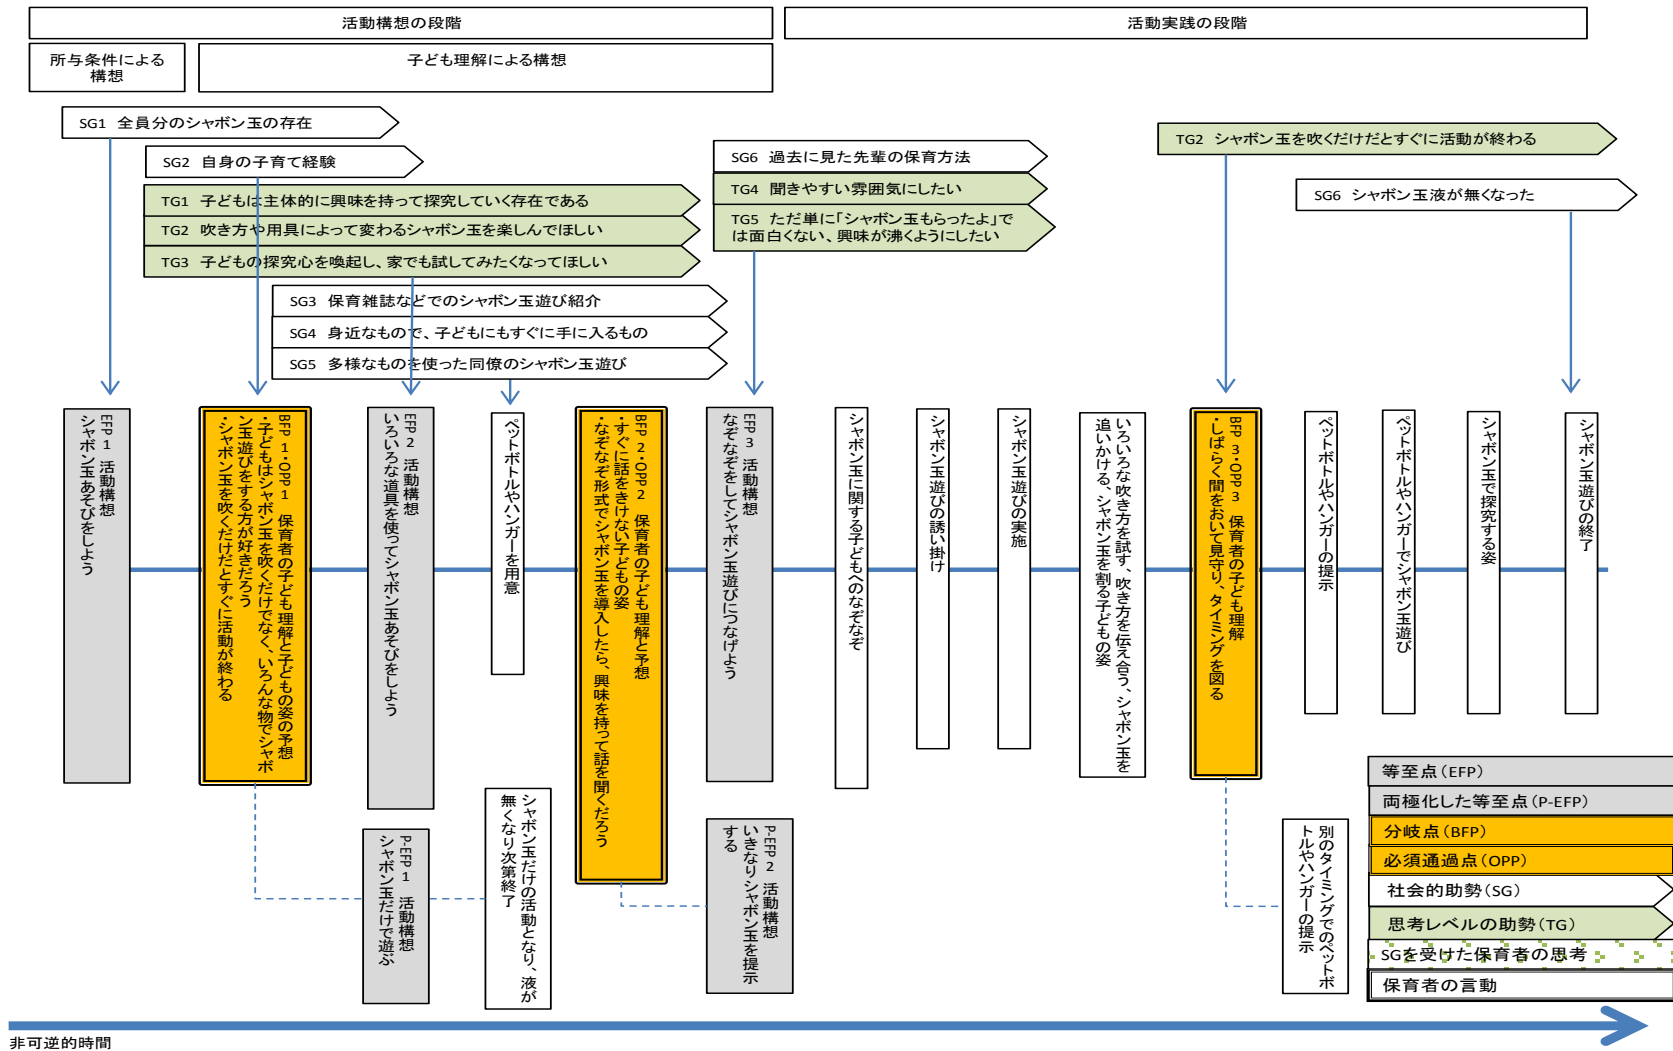 活動構想の段階
活動実践の段階
所与条件による
構想
子ども理解による構想
SG1 全員分のシャボン玉の存在
SG2 自身の子育て経験
TG1 子どもは主体的に興味を持って探究していく存在である
TG2 吹き方や用具によって変わるシャボン玉を楽しんでほしい
TG3 子どもの探究心を喚起し、家でも試してみたくなってほしい
SG3 保育雑誌などでのシャボン玉遊び紹介
SG4 身近なもので、子どもにもすぐに手に入るもの
SG5 多様なものを使った同僚のシャボン玉遊び
SG6 過去に見た先輩の保育方法
TG4 聞きやすい雰囲気にしたい
TG5 ただ単に「シャボン玉もらったよ」で
は面白くない、興味が沸くようにしたい
TG2 シャボン玉を吹くだけだとすぐに活動が終わる
SG6 シャボン玉液が無くなった
EFP1 活動構想
シャボン玉あそびをしよう
BFP1・OPP1 保育者の子ども理解と子どもの姿の予想
・子どもはシャボン玉を吹くだけでなく、いろんな物でシャボ
ン玉遊びをする方が好きだろう
・シャボン玉を吹くだけだとすぐに活動が終わる
EFP2 活動構想
いろいろな道具を使ってシャボン玉あそびをしよう
ペットボトルやハンガーを用意
BFP2・OPP2 保育者の子ども理解と予想
・すぐに話をきけない子どもの姿
・なぞなぞ形式でシャボン玉を導入したら、興味を持って話を聞くだろう
EFP3 活動構想
なぞなぞをしてシャボン玉遊びにつなげよう
シャボン玉に関する子どもへのなぞなぞ
シャボン玉遊びの誘い掛け
シャボン玉遊びの実施
いろいろな吹き方を試す、吹き方を伝え合う、シャボン玉を
追いかける、シャボン玉を割る子どもの姿
BFP3・OPP3 保育者の子ども理解
・しばらく間をおいて見守り、タイミングを図る
ペットボトルやハンガーの提示
ペットボトルやハンガーでシャボン玉遊び
シャボン玉で探究する姿
シャボン玉遊びの終了
P-EFP1 活動構想
シャボン玉だけで遊ぶ
シャボン玉だけの活動となり、液が
無くなり次第終了
P-EFP2 活動構想
いきなりシャボン玉を提示
する
別のタイミングでのペットボ
トルやハンガーの提示
等至点(EFP)
両極化した等至点(P-EFP)
分岐点(BFP)
必須通過点(OPP)
社会的助勢(SG)
思考レベルの助勢(TG)
SGを受けた保育者の思考
保育者の言動
非可逆的時間